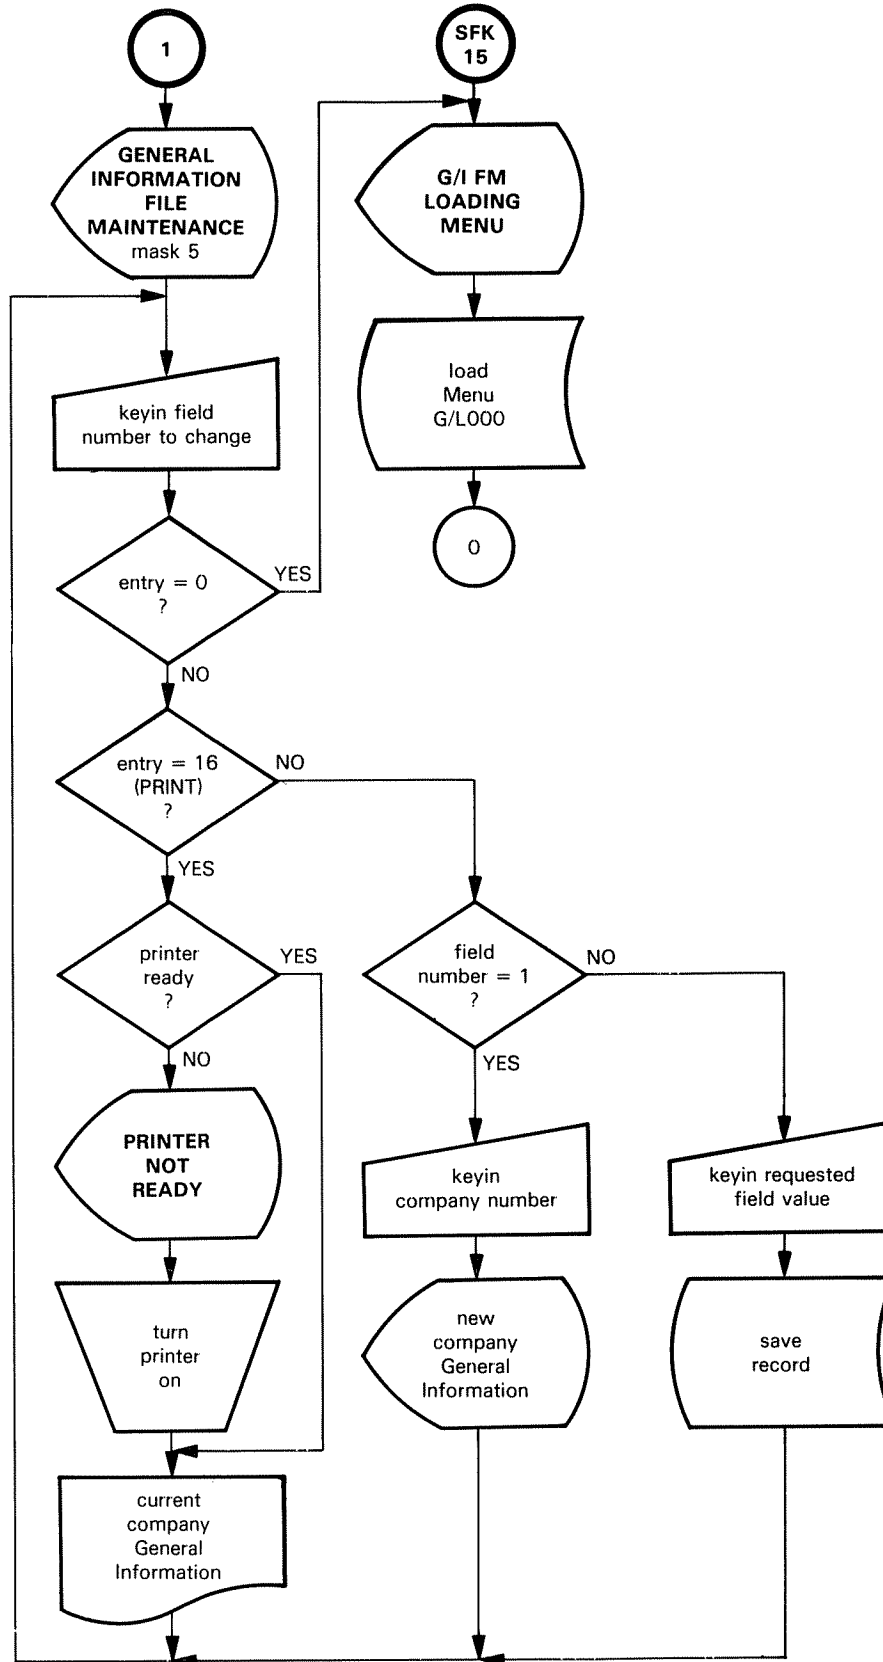 1
GENERAL
INFORMATION
FILE
MAINTENANCE
mask 5
keyin field
number to change
entry = 0
?
YES
NO
SFK
15
G/I FM
LOADING
MENU
load
Menu
G/L000
0
entry = 16
(PRINT)
?
NO
YES
printer
ready
?
YES
NO
PRINTER
NOT
READY
turn
printer
on
current
company
General
Information
field
number = 1
?
NO
YES
keyin
company number
new
company
General
Information
keyin requested
field value
save
record